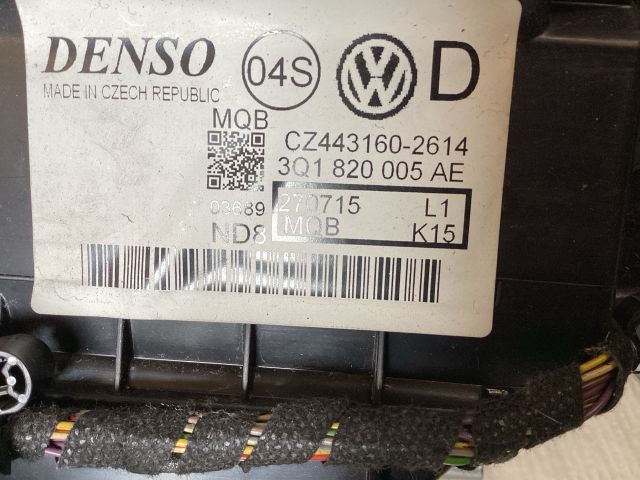 DENSO 04S VW D
MADE IN CZECH REPUBLIC
MQB
CZ443160-2614
3Q1 820 005 AE
03689 270715 L1
ND8 MQB K15